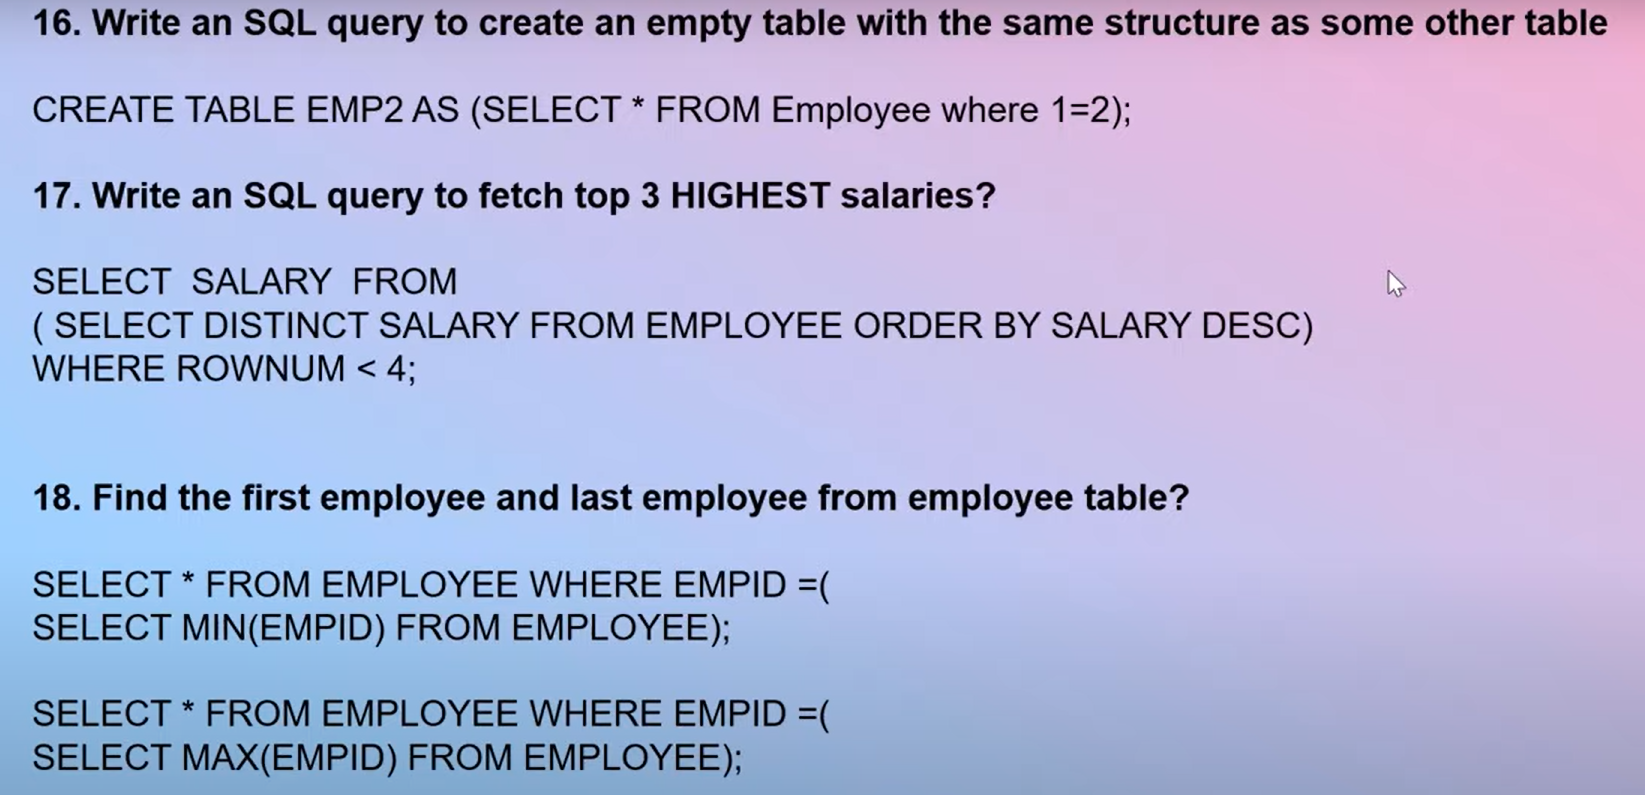 16. Write an SQL query to create an empty table with the same structure as some other table
CREATE TABLE EMP2 AS (SELECT * FROM Employee where 1=2);
17. Write an SQL query to fetch top 3 HIGHEST salaries?
SELECT  SALARY  FROM
( SELECT DISTINCT SALARY FROM EMPLOYEE ORDER BY SALARY DESC)
WHERE ROWNUM < 4;
18. Find the first employee and last employee from employee table?
SELECT * FROM EMPLOYEE WHERE EMPID =(
SELECT MIN(EMPID) FROM EMPLOYEE);
SELECT * FROM EMPLOYEE WHERE EMPID =(
SELECT MAX(EMPID) FROM EMPLOYEE);